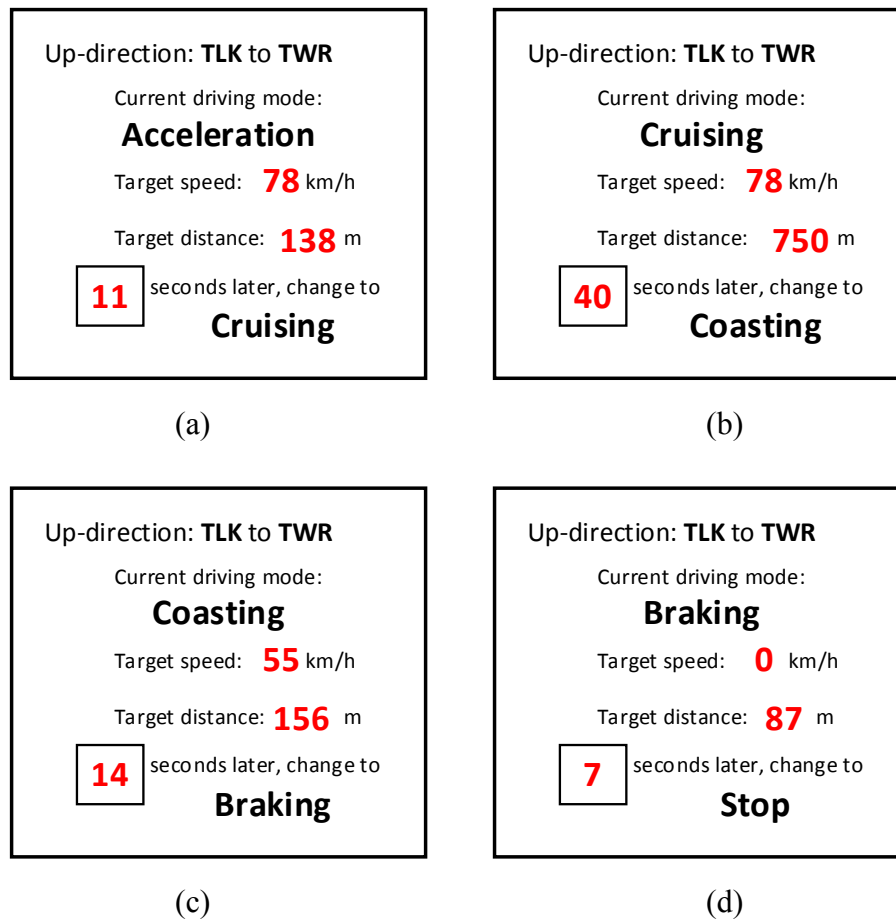 Up-direction: TLK to TWR
Current driving mode:
Acceleration
Target speed: 78 km/h
Target distance: 138 m
11 seconds later, change to
Cruising
(a)
Up-direction: TLK to TWR
Current driving mode:
Cruising
Target speed: 78 km/h
Target distance: 750 m
40 seconds later, change to
Coasting
(b)
Up-direction: TLK to TWR
Current driving mode:
Coasting
Target speed: 55 km/h
Target distance: 156 m
14 seconds later, change to
Braking
(c)
Up-direction: TLK to TWR
Current driving mode:
Braking
Target speed: 0 km/h
Target distance: 87 m
7 seconds later, change to
Stop
(d)